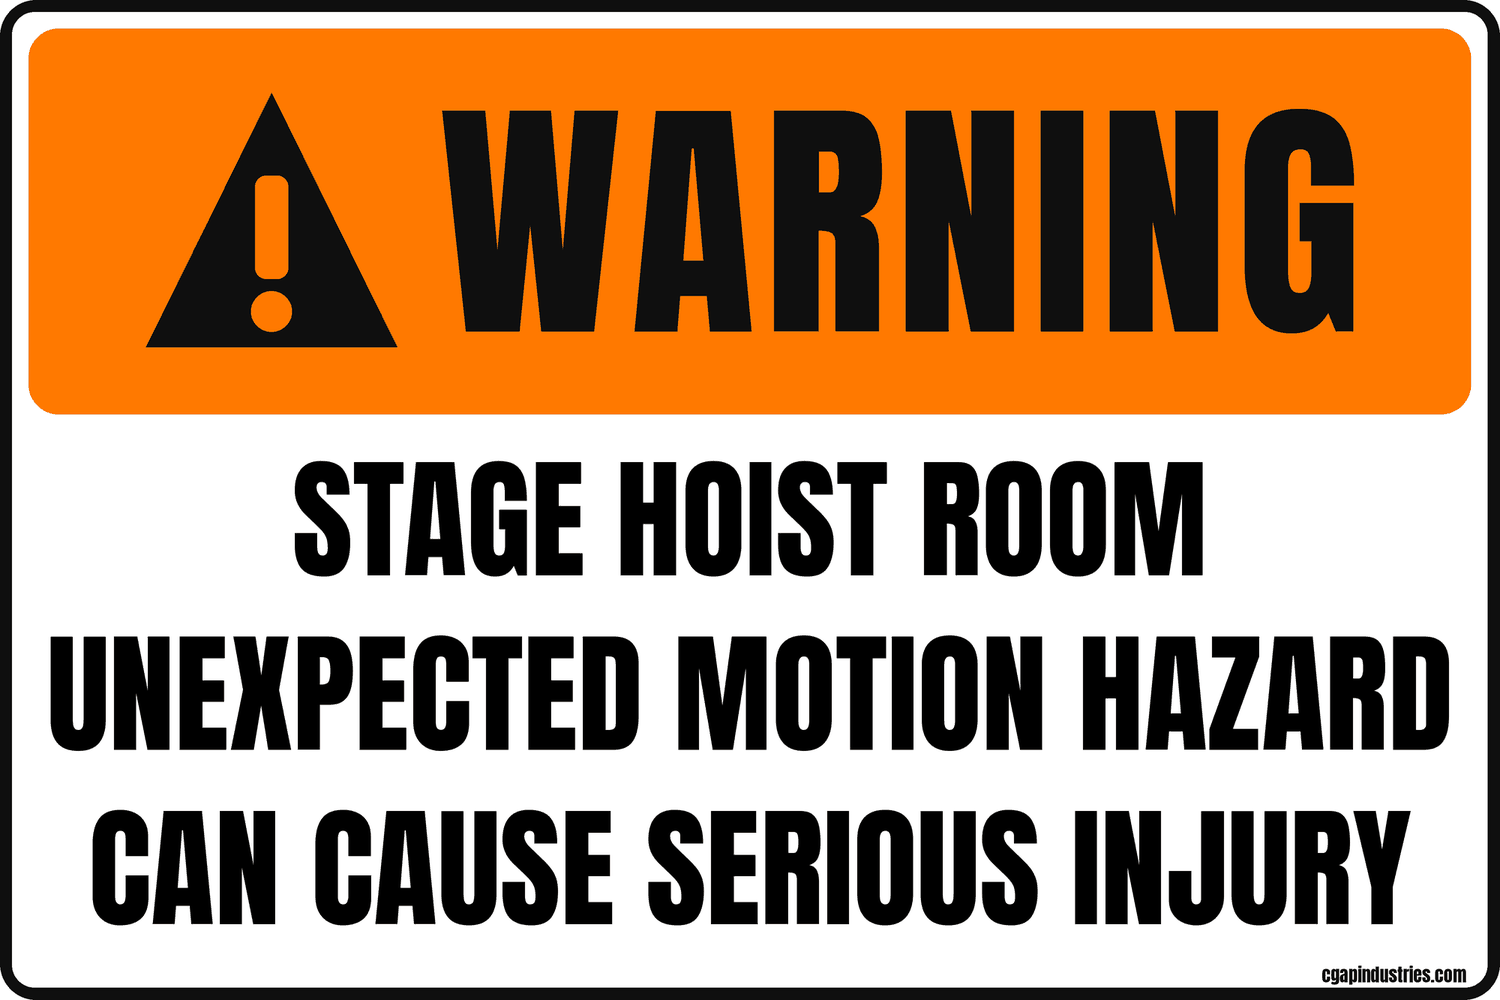 WARNING
STAGE HOIST ROOM
UNEXPECTED MOTION HAZARD
CAN CAUSE SERIOUS INJURY
cgapindustries.com